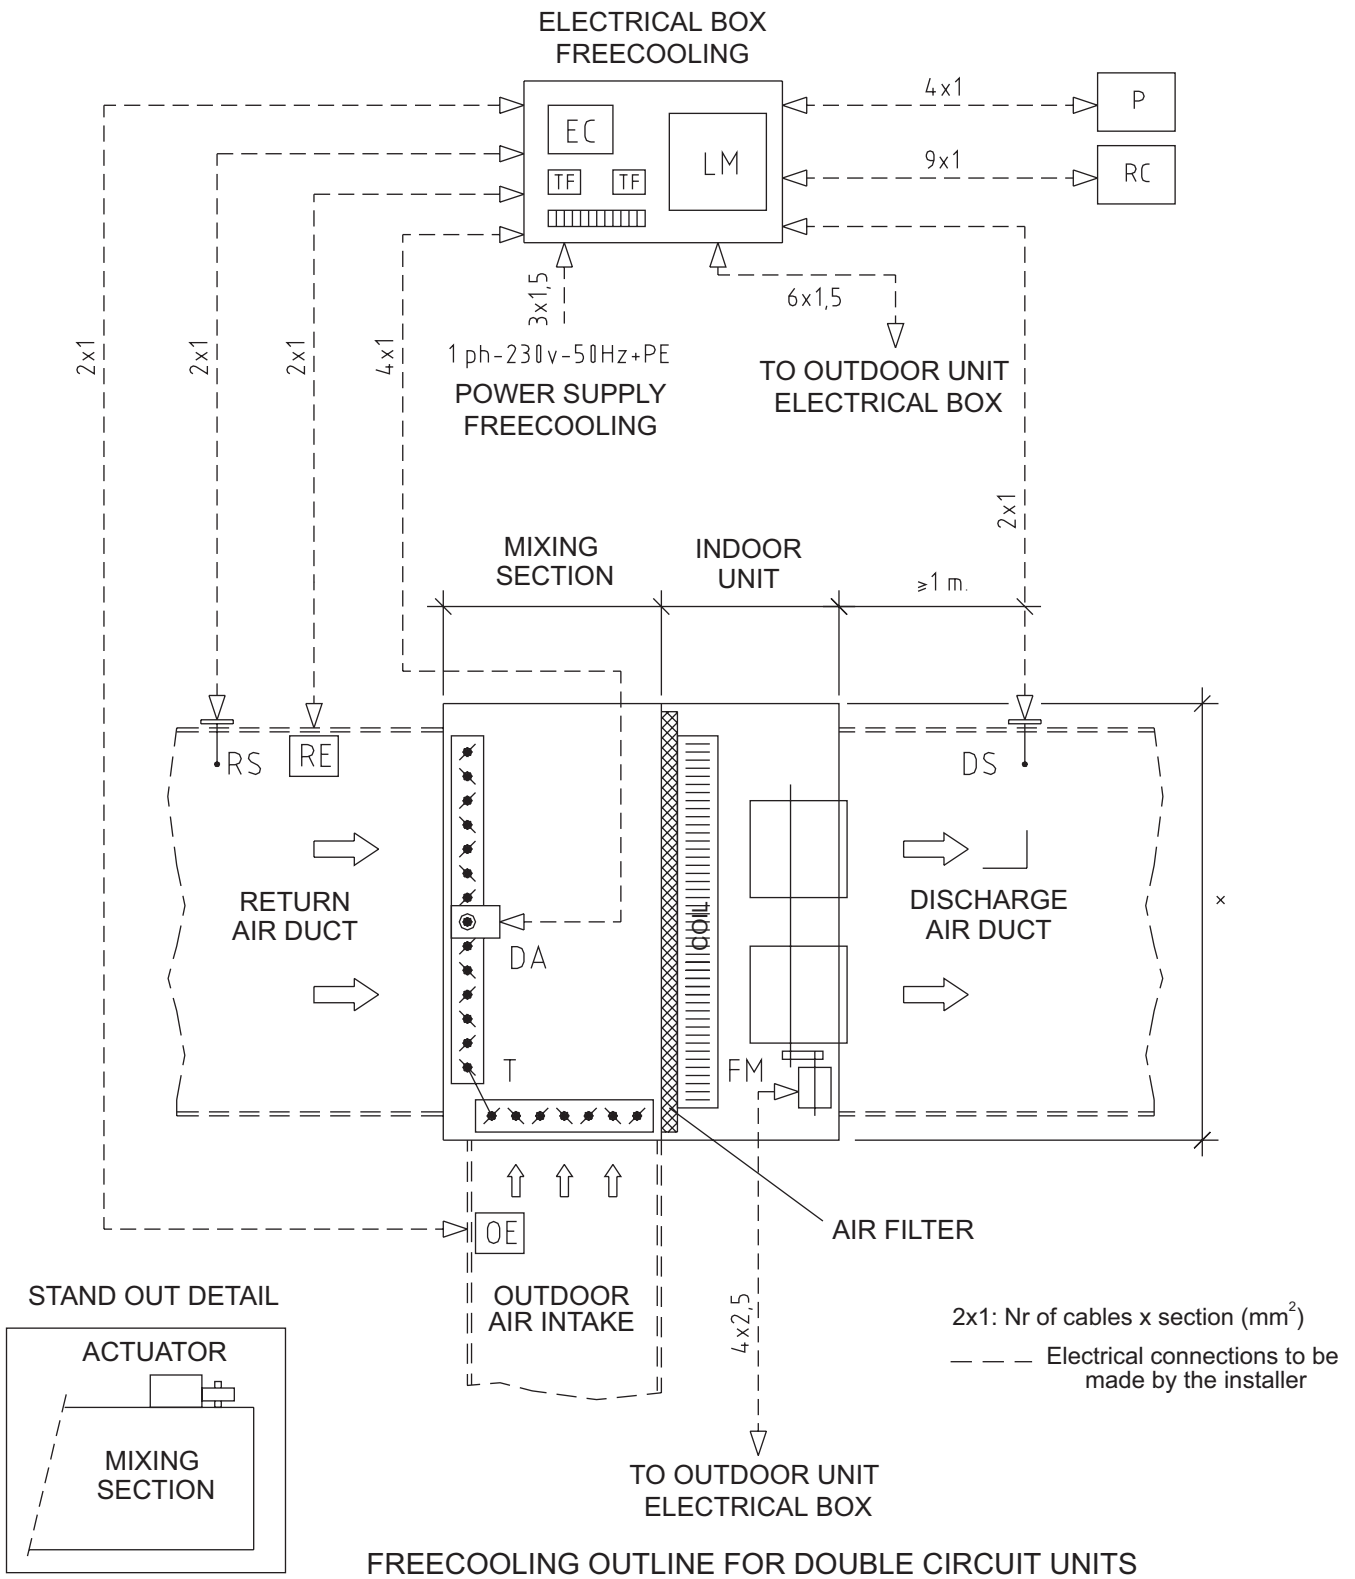 ELECTRICAL BOX
FREECOOLING
EC
LM
TF
TF
4x1
P
9x1
RC
2x1
2x1
2x1
4x1
3x1,5
6x1,5
1 ph-230v-50Hz+PE
POWER SUPPLY
FREECOOLING
TO OUTDOOR UNIT
ELECTRICAL BOX
2x1
MIXING
SECTION
INDOOR
UNIT
≥1 m.
RS
RE
DS
RETURN
AIR DUCT
DA
COIL
DISCHARGE
AIR DUCT
x
T
FM
OE
AIR FILTER
OUTDOOR
AIR INTAKE
4x2,5
STAND OUT DETAIL
ACTUATOR
MIXING
SECTION
2x1: Nr of cables x section (mm²)
Electrical connections to be
made by the installer
TO OUTDOOR UNIT
ELECTRICAL BOX
FREECOOLING OUTLINE FOR DOUBLE CIRCUIT UNITS